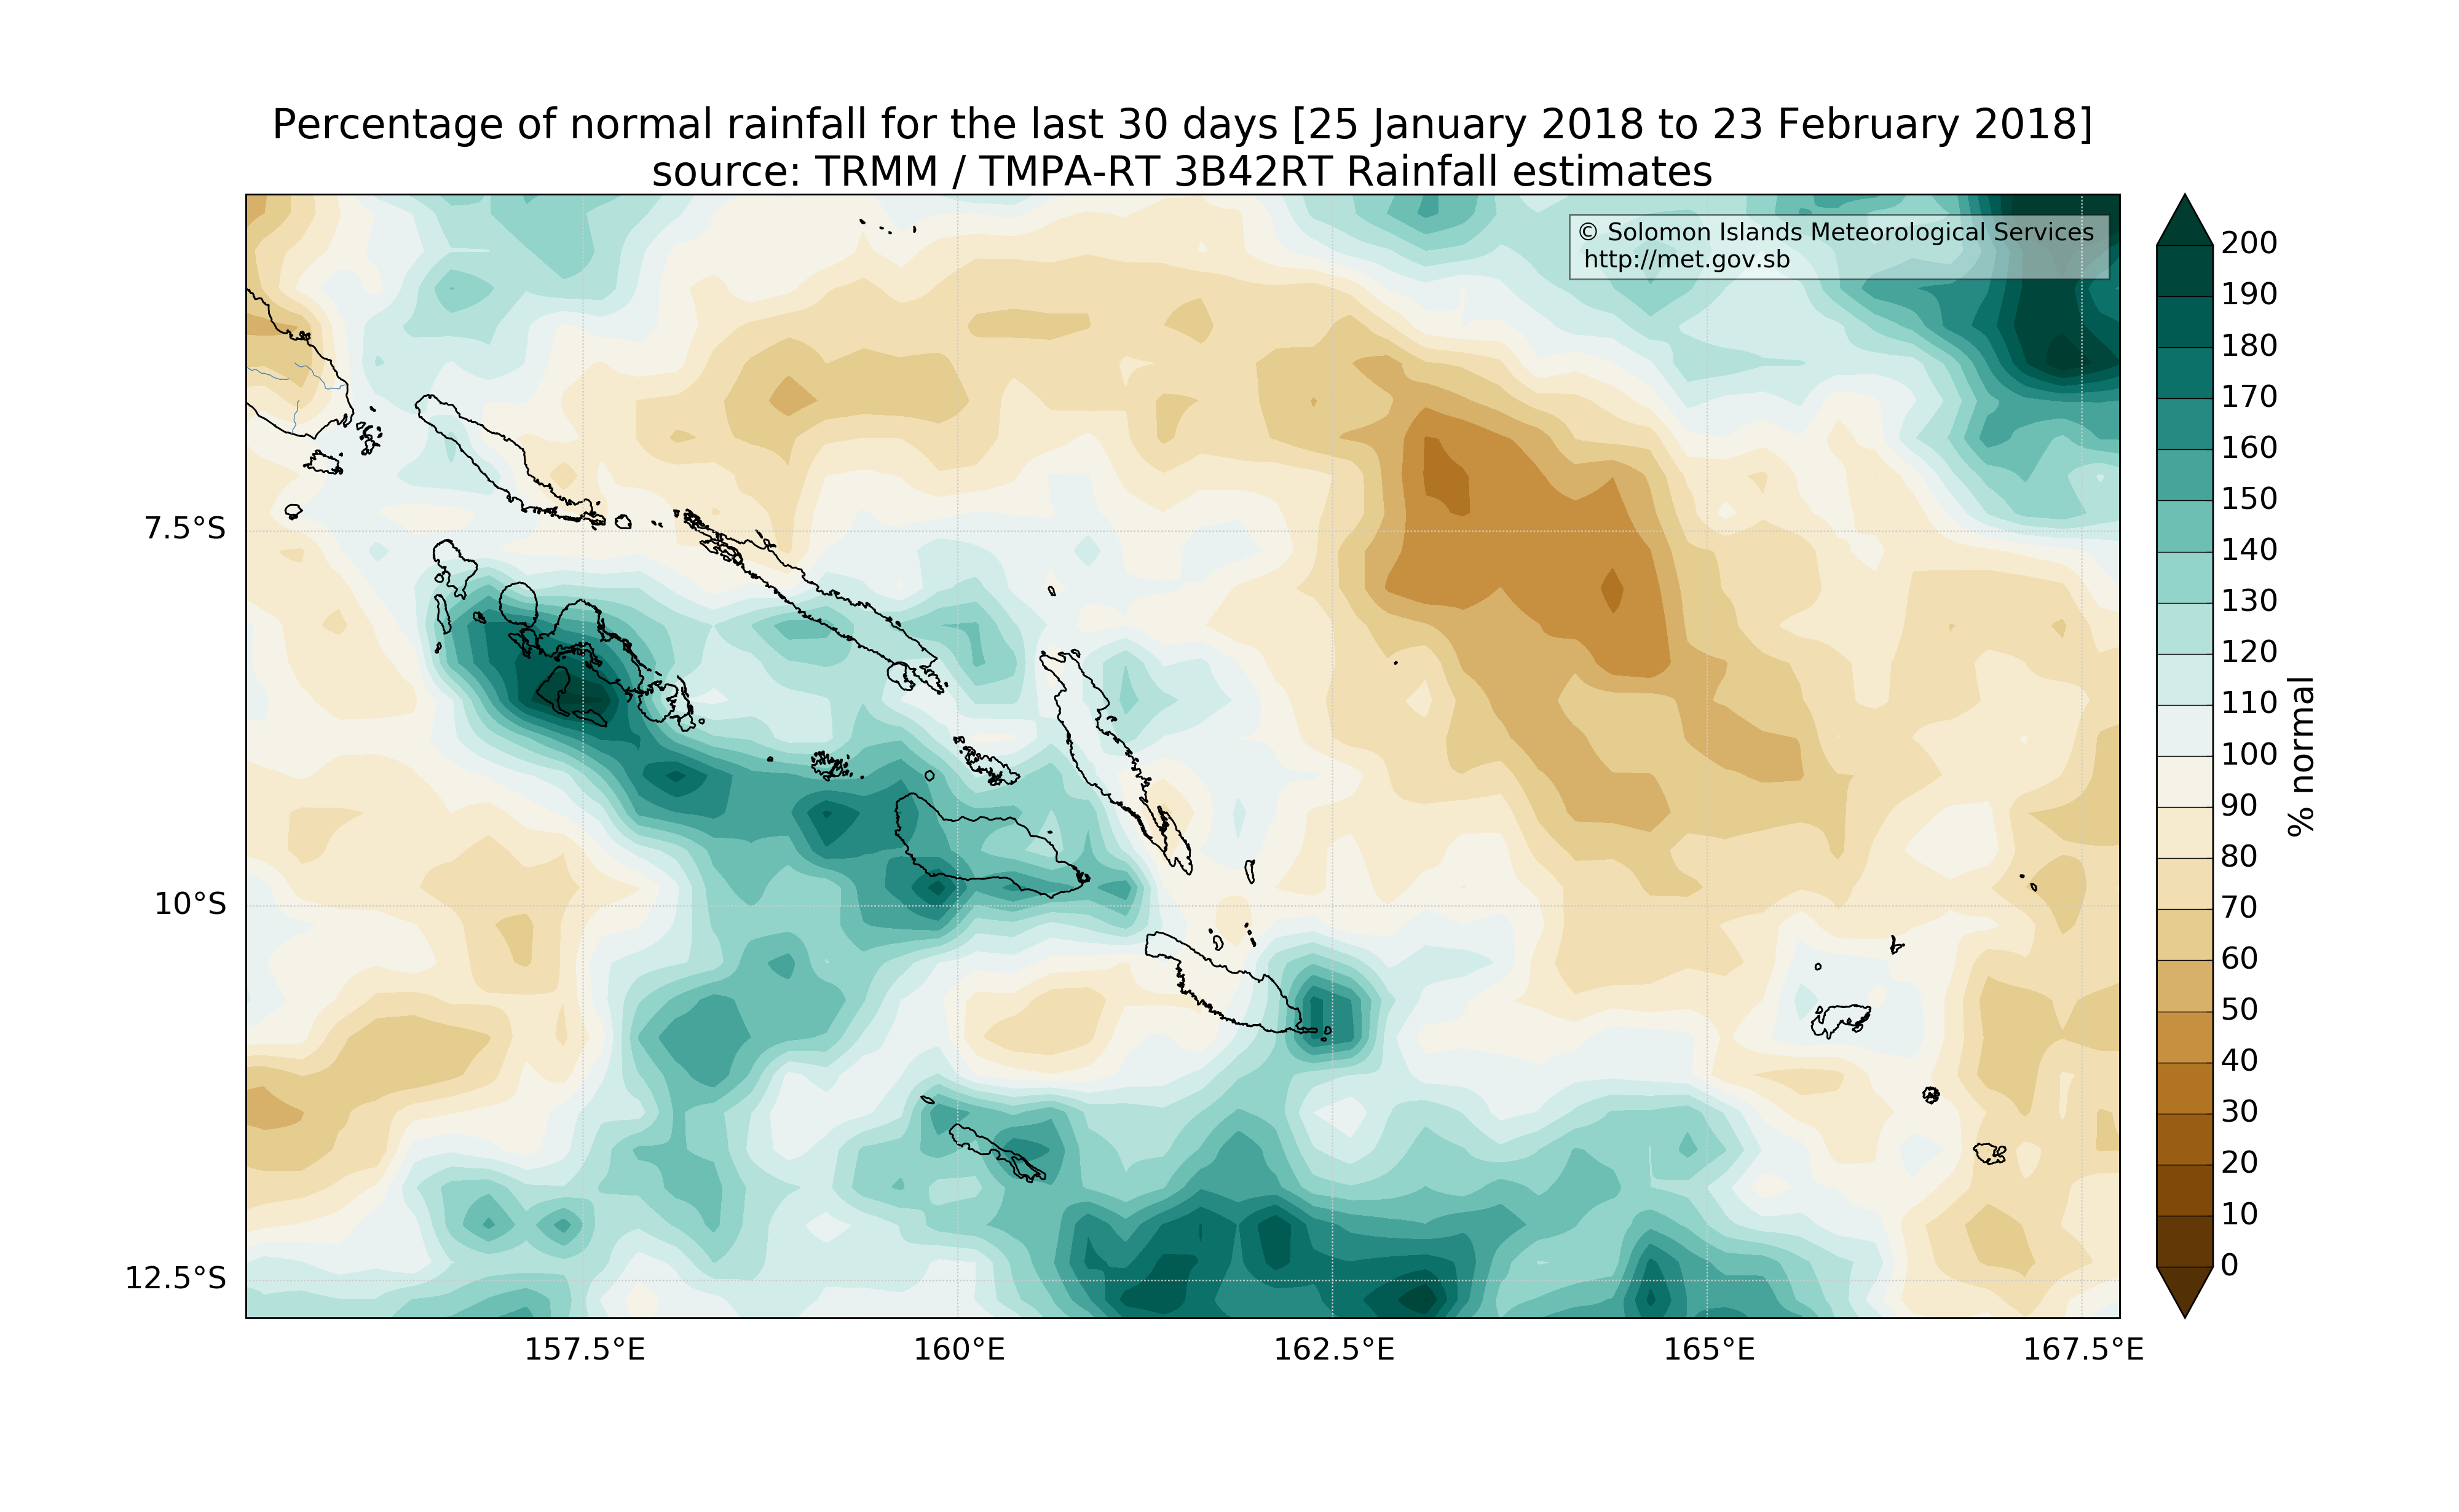 Percentage of normal rainfall for the last 30 days [25 January 2018 to 23 February 2018]
source: TRMM / TMPA-RT 3B42RT Rainfall estimates
© Solomon Islands Meteorological Services
http://met.gov.sb
7.5°S
10°S
12.5°S
157.5°E
160°E
162.5°E
165°E
167.5°E
200
190
180
170
160
150
140
130
120
110
100
90
80
70
60
50
40
30
20
10
0
% normal